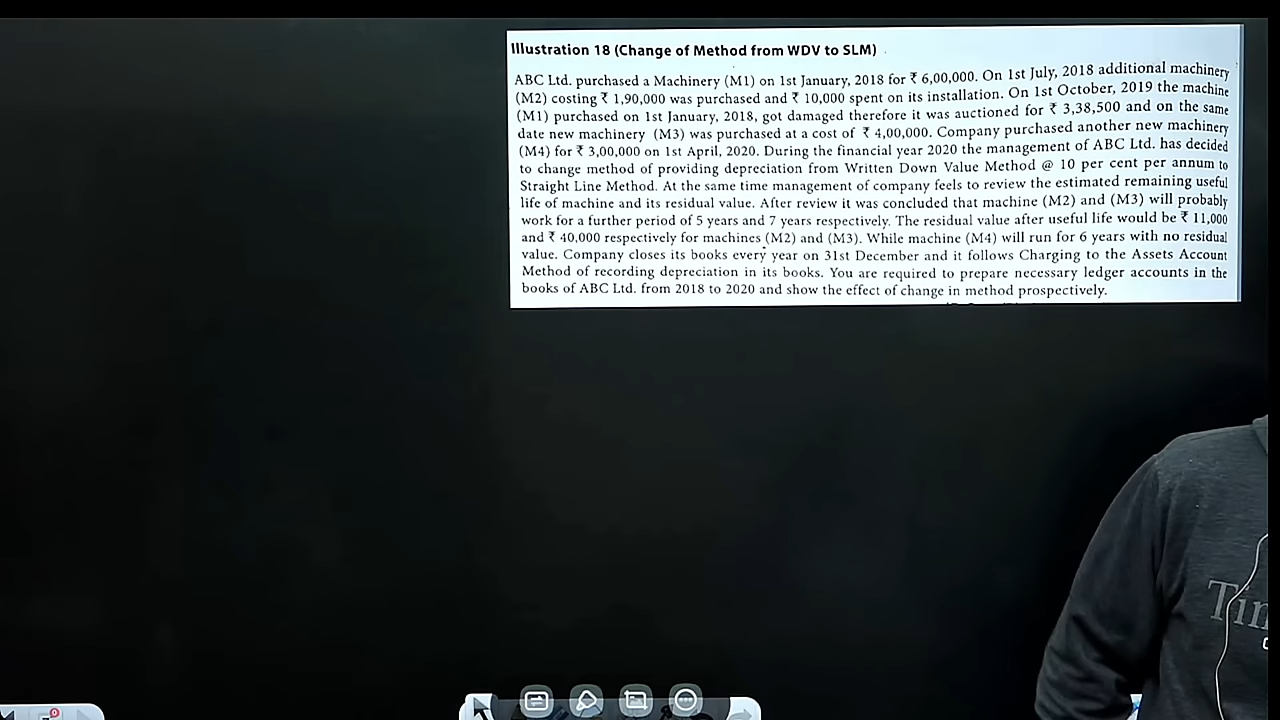 Illustration 18 (Change of Method from WDV to SLM)
ABC Ltd. purchased a Machinery (M1) on 1st January, 2018 for ₹ 6,00,000. On 1st July, 2018 additional machinery
(M2) costing ₹ 1,90,000 was purchased and ₹ 10,000 spent on its installation. On 1st October, 2019 the machine
(M1) purchased on 1st January, 2018, got damaged therefore it was auctioned for ₹ 3,38,500 and on the same
date new machinery (M3) was purchased at a cost of ₹ 4,00,000. Company purchased another new machinery
(M4) for ₹ 3,00,000 on 1st April, 2020. During the financial year 2020 the management of ABC Ltd. has decided
to change method of providing depreciation from Written Down Value Method @ 10 per cent per annum to
Straight Line Method. At the same time management of company feels to review the estimated remaining useful
life of machine and its residual value. After review it was concluded that machine (M2) and (M3) will probably
work for a further period of 5 years and 7 years respectively. The residual value after useful life would be ₹ 11,000
and ₹ 40,000 respectively for machines (M2) and (M3). While machine (M4) will run for 6 years with no residual
value. Company closes its books every year on 31st December and it follows Charging to the Assets Account
Method of recording depreciation in its books. You are required to prepare necessary ledger accounts in the
books of ABC Ltd. from 2018 to 2020 and show the effect of change in method prospectively.